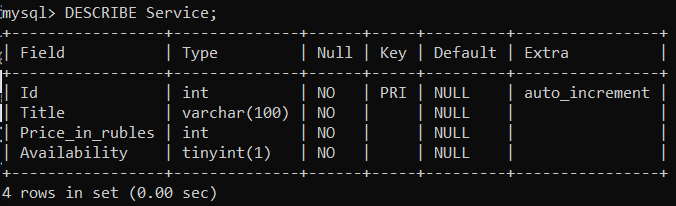 mysql> DESCRIBE Service;
+-----------------+--------------+------+-----+---------+----------------+
| Field           | Type         | Null | Key | Default | Extra          |
+-----------------+--------------+------+-----+---------+----------------+
| Id              | int          | NO   | PRI | NULL    | auto_increment |
| Title           | varchar(100) | NO   |     | NULL    |                |
| Price_in_rubles | int          | NO   |     | NULL    |                |
| Availability    | tinyint(1)   | NO   |     | NULL    |                |
+-----------------+--------------+------+-----+---------+----------------+
4 rows in set (0.00 sec)